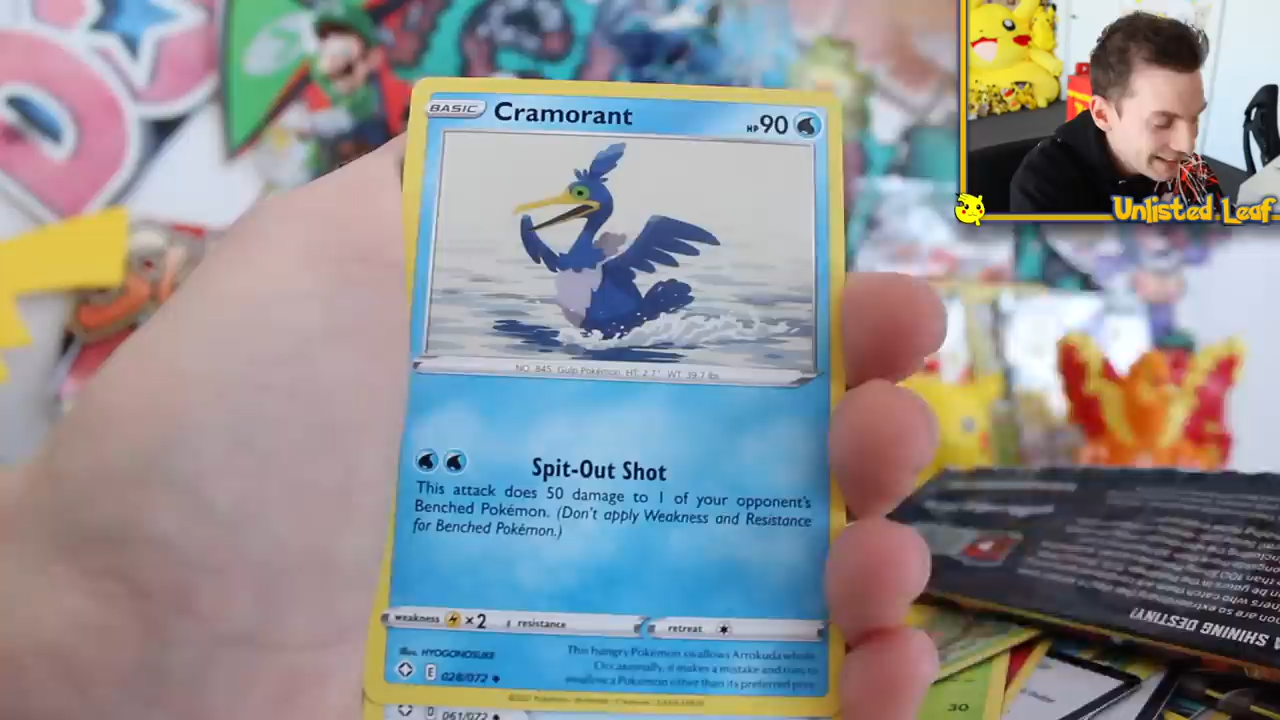 BASIC Cramorant HP 90
Unlisted Leaf
NO. 845 Gulp Pokémon HT: 2'7" WT: 39.7 lbs
Spit-Out Shot
This attack does 50 damage to 1 of your opponent's
Benched Pokémon. (Don't apply Weakness and Resistance
for Benched Pokémon.)
weakness ×2 resistance retreat
Illus. HYOGONOSUKE
This hungry Pokémon swallows Arrokuda whole.
Occasionally, it makes a mistake and tries to
swallow a Pokémon other than its preferred prey.
E 028/072
D 061/072
SHINING DESTINY
30